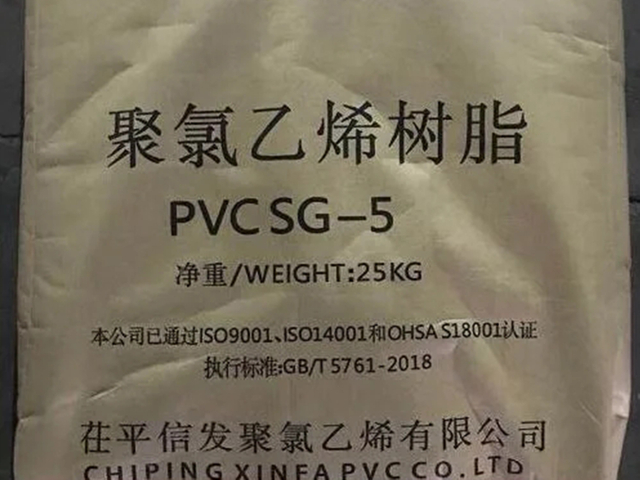 聚氯乙烯树脂
PVC SG-5
净重/WEIGHT:25KG
本公司已通过ISO9001、ISO14001和OHSAS18001认证
执行标准:GB/T5761-2018
茌平信发聚氯乙烯有限公司
CHIPING XINFA PVC CO.LTD